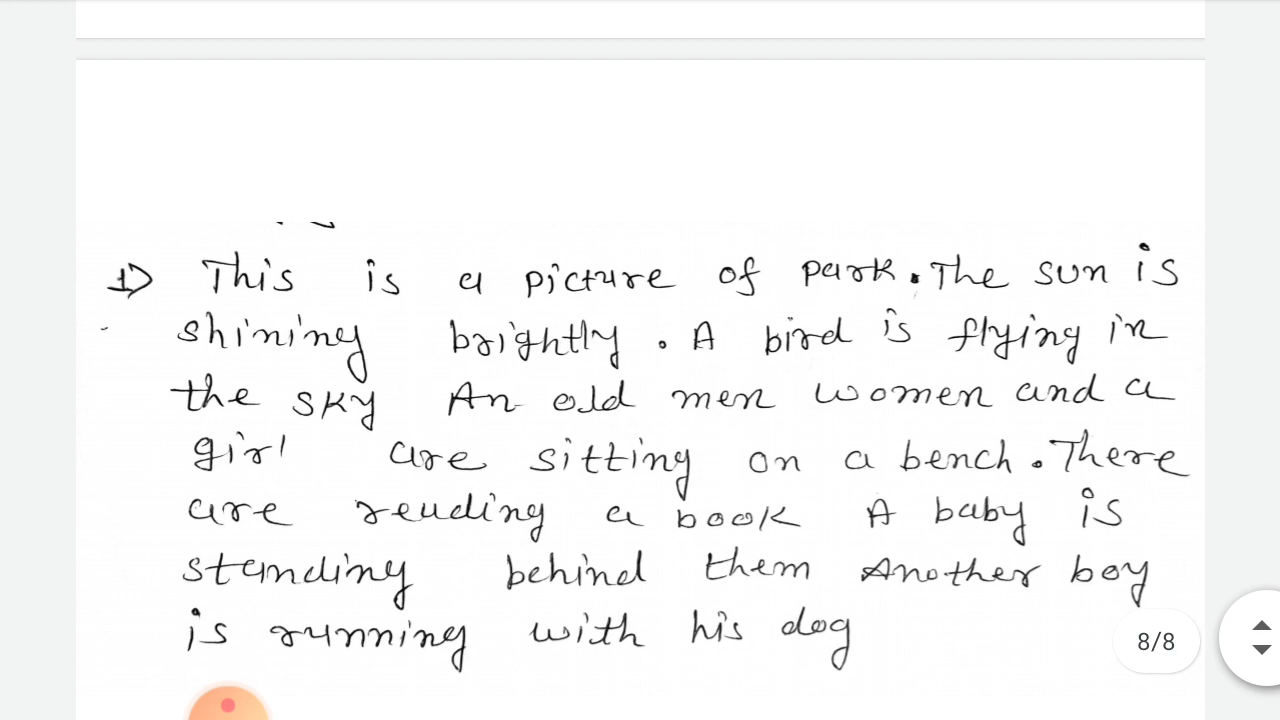 1) This is a picture of park. The sun is
shining brightly. A bird is flying in
the sky An old men women and a
girl are sitting on a bench. There
are reading a book A baby is
standing behind them Another boy
is running with his dog
8/8